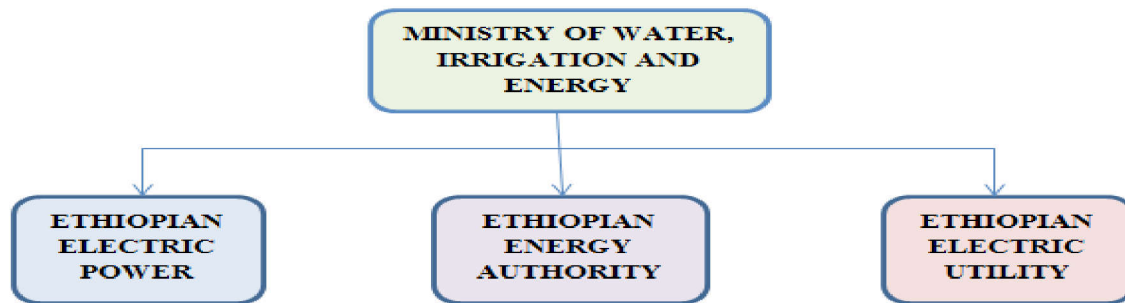 MINISTRY OF WATER,
IRRIGATION AND
ENERGY
ETHIOPIAN
ELECTRIC
POWER
ETHIOPIAN
ENERGY
AUTHORITY
ETHIOPIAN
ELECTRIC
UTILITY